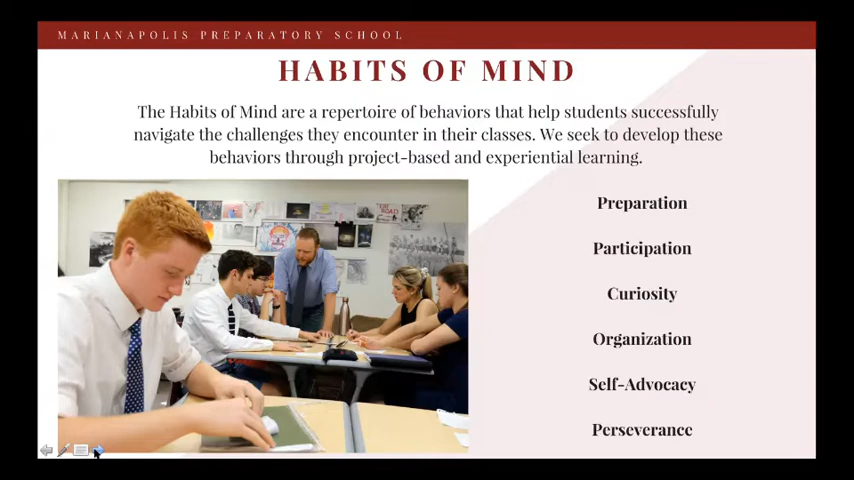 MARIANAPOLIS PREPARATORY SCHOOL
HABITS OF MIND
The Habits of Mind are a repertoire of behaviors that help students successfully
navigate the challenges they encounter in their classes. We seek to develop these
behaviors through project-based and experiential learning.
Preparation
Participation
Curiosity
Organization
Self-Advocacy
Perseverance